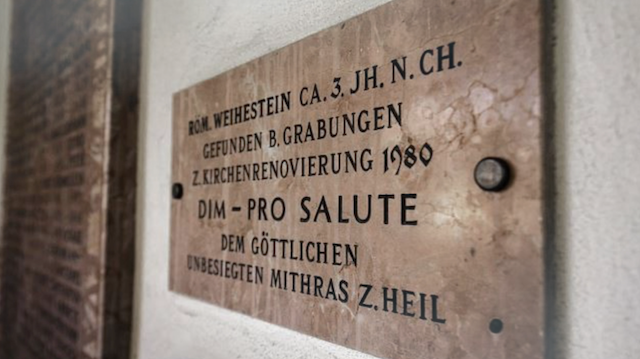 RÖM. WEIHESTEIN CA. 3. JH. N. CH.
GEFUNDEN B. GRABUNGEN
Z. KIRCHENRENOVIERUNG 1980
DIM – PRO SALUTE
DEM GÖTTLICHEN
UNBESIEGTEN MITHRAS Z. HEIL